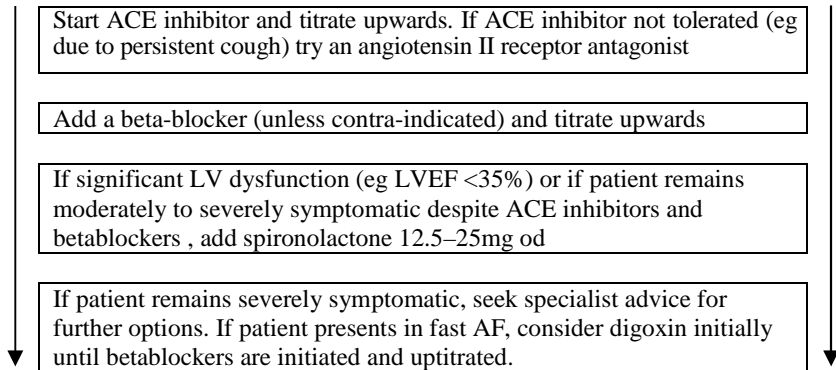 Start ACE inhibitor and titrate upwards. If ACE inhibitor not tolerated (eg
due to persistent cough) try an angiotensin II receptor antagonist
Add a beta-blocker (unless contra-indicated) and titrate upwards
If significant LV dysfunction (eg LVEF <35%) or if patient remains
moderately to severely symptomatic despite ACE inhibitors and
betablockers , add spironolactone 12.5–25mg od
If patient remains severely symptomatic, seek specialist advice for
further options. If patient presents in fast AF, consider digoxin initially
until betablockers are initiated and uptitrated.